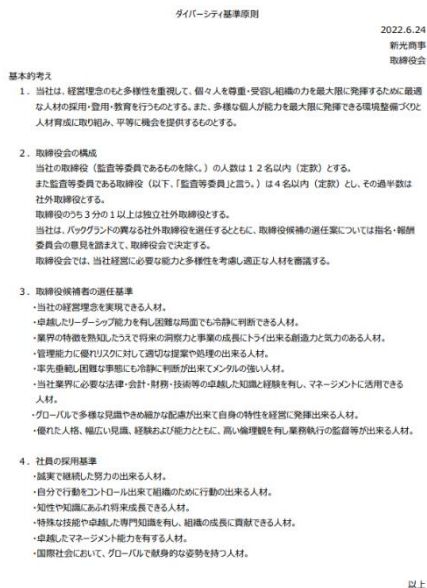 ダイバーシティ基準原則
2022.6.24
新光商事
取締役会
基本的考え
1．当社は、経営理念のもと多様性を重視して、個々人を尊重・受容し組織の力を最大限に発揮するために最適
な人材の採用・登用・教育を行うものとする。また、多様な個人が能力を最大限に発揮できる環境整備づくりと
人材育成に取り組み、平等に機会を提供するものとする。
2．取締役会の構成
当社の取締役（監査等委員であるものを除く。）の人数は１２名以内（定款）とする。
また監査等委員である取締役（以下、「監査等委員」と言う。）は４名以内（定款）とし、その過半数は
社外取締役とする。
取締役のうち３分の１以上は独立社外取締役とする。
当社は、バックグランドの異なる社外取締役を選任するとともに、取締役候補の選任案については指名・報酬
委員会の意見を踏まえて、取締役会で決定する。
取締役会では、当社経営に必要な能力と多様性を考慮し適正な人材を審議する。
3．取締役候補者の選任基準
・当社の経営理念を実現できる人材。
・卓越したリーダーシップ能力を有し困難な局面でも冷静に判断できる人材。
・業界の特徴を熟知したうえで将来の洞察力と事業の成長にトライ出来る創造力と気力のある人材。
・管理能力に優れリスクに対して適切な提案や処理の出来る人材。
・率先垂範し困難な事態にも冷静に判断が出来てメンタルの強い人材。
・当社業界に必要な法律・会計・財務・技術等の卓越した知識と経験を有し、マネージメントに活用できる
人材。
・グローバルで多様な見識やきめ細かな配慮が出来て自身の特性を経営に発揮出来る人材。
・優れた人格、幅広い見識、経験および能力とともに、高い倫理観を有し業務執行の監督等が出来る人材。
4．社員の採用基準
・誠実で継続した努力の出来る人材。
・自分で行動をコントロール出来て組織のために行動の出来る人材。
・知性や知識にあふれ将来成長できる人材。
・特殊な技能や卓越した専門知識を有し、組織の成長に貢献できる人材。
・卓越したマネージメント能力を有する人材。
・国際社会において、グローバルで献身的な姿勢を持つ人材。
以上